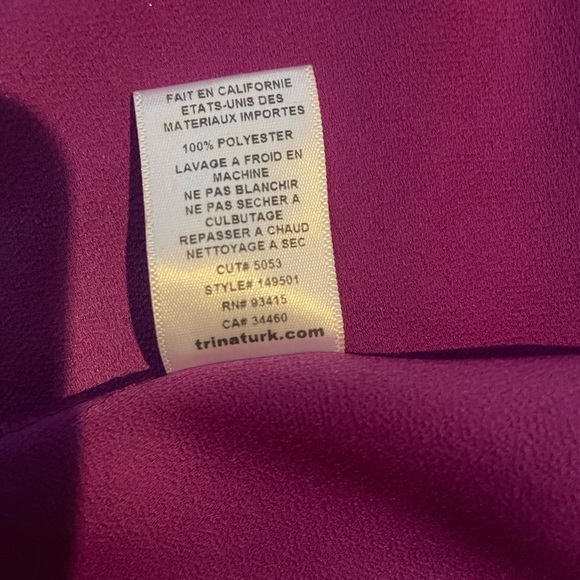 FAIT EN CALIFORNIE
ETATS-UNIS DES
MATERIAUX IMPORTES
100% POLYESTER
LAVAGE A FROID EN
MACHINE
NE PAS BLANCHIR
NE PAS SECHER A
CULBUTAGE
REPASSER A CHAUD
NETTOYAGE A SEC
CUT# 5053
STYLE# 149501
RN# 93415
CA# 34460
trinaturk.com